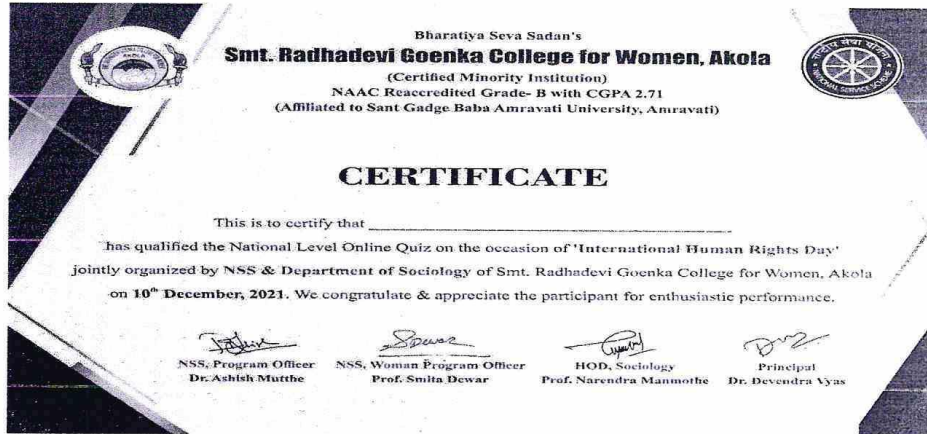 Bharatiya Seva Sadan's
Smt. Radhadevi Goenka College for Women, Akola
(Certified Minority Institution)
NAAC Reaccredited Grade- B with CGPA 2.71
(Affiliated to Sant Gadge Baba Amravati University, Amravati)
CERTIFICATE
This is to certify that
has qualified the National Level Online Quiz on the occasion of 'International Human Rights Day'
jointly organized by NSS & Department of Sociology of Smt. Radhadevi Goenka College for Women, Akola
on 10th December, 2021. We congratulate & appreciate the participant for enthusiastic performance.
NSS, Program Officer
Dr. Ashish Mutthe
NSS, Woman Program Officer
Prof. Smita Dewar
HOD, Sociology
Prof. Narendra Manmothe
Principal
Dr. Devendra Vyas
राष्ट्रीय सेवा योजना
NATIONAL SERVICE SCHEME